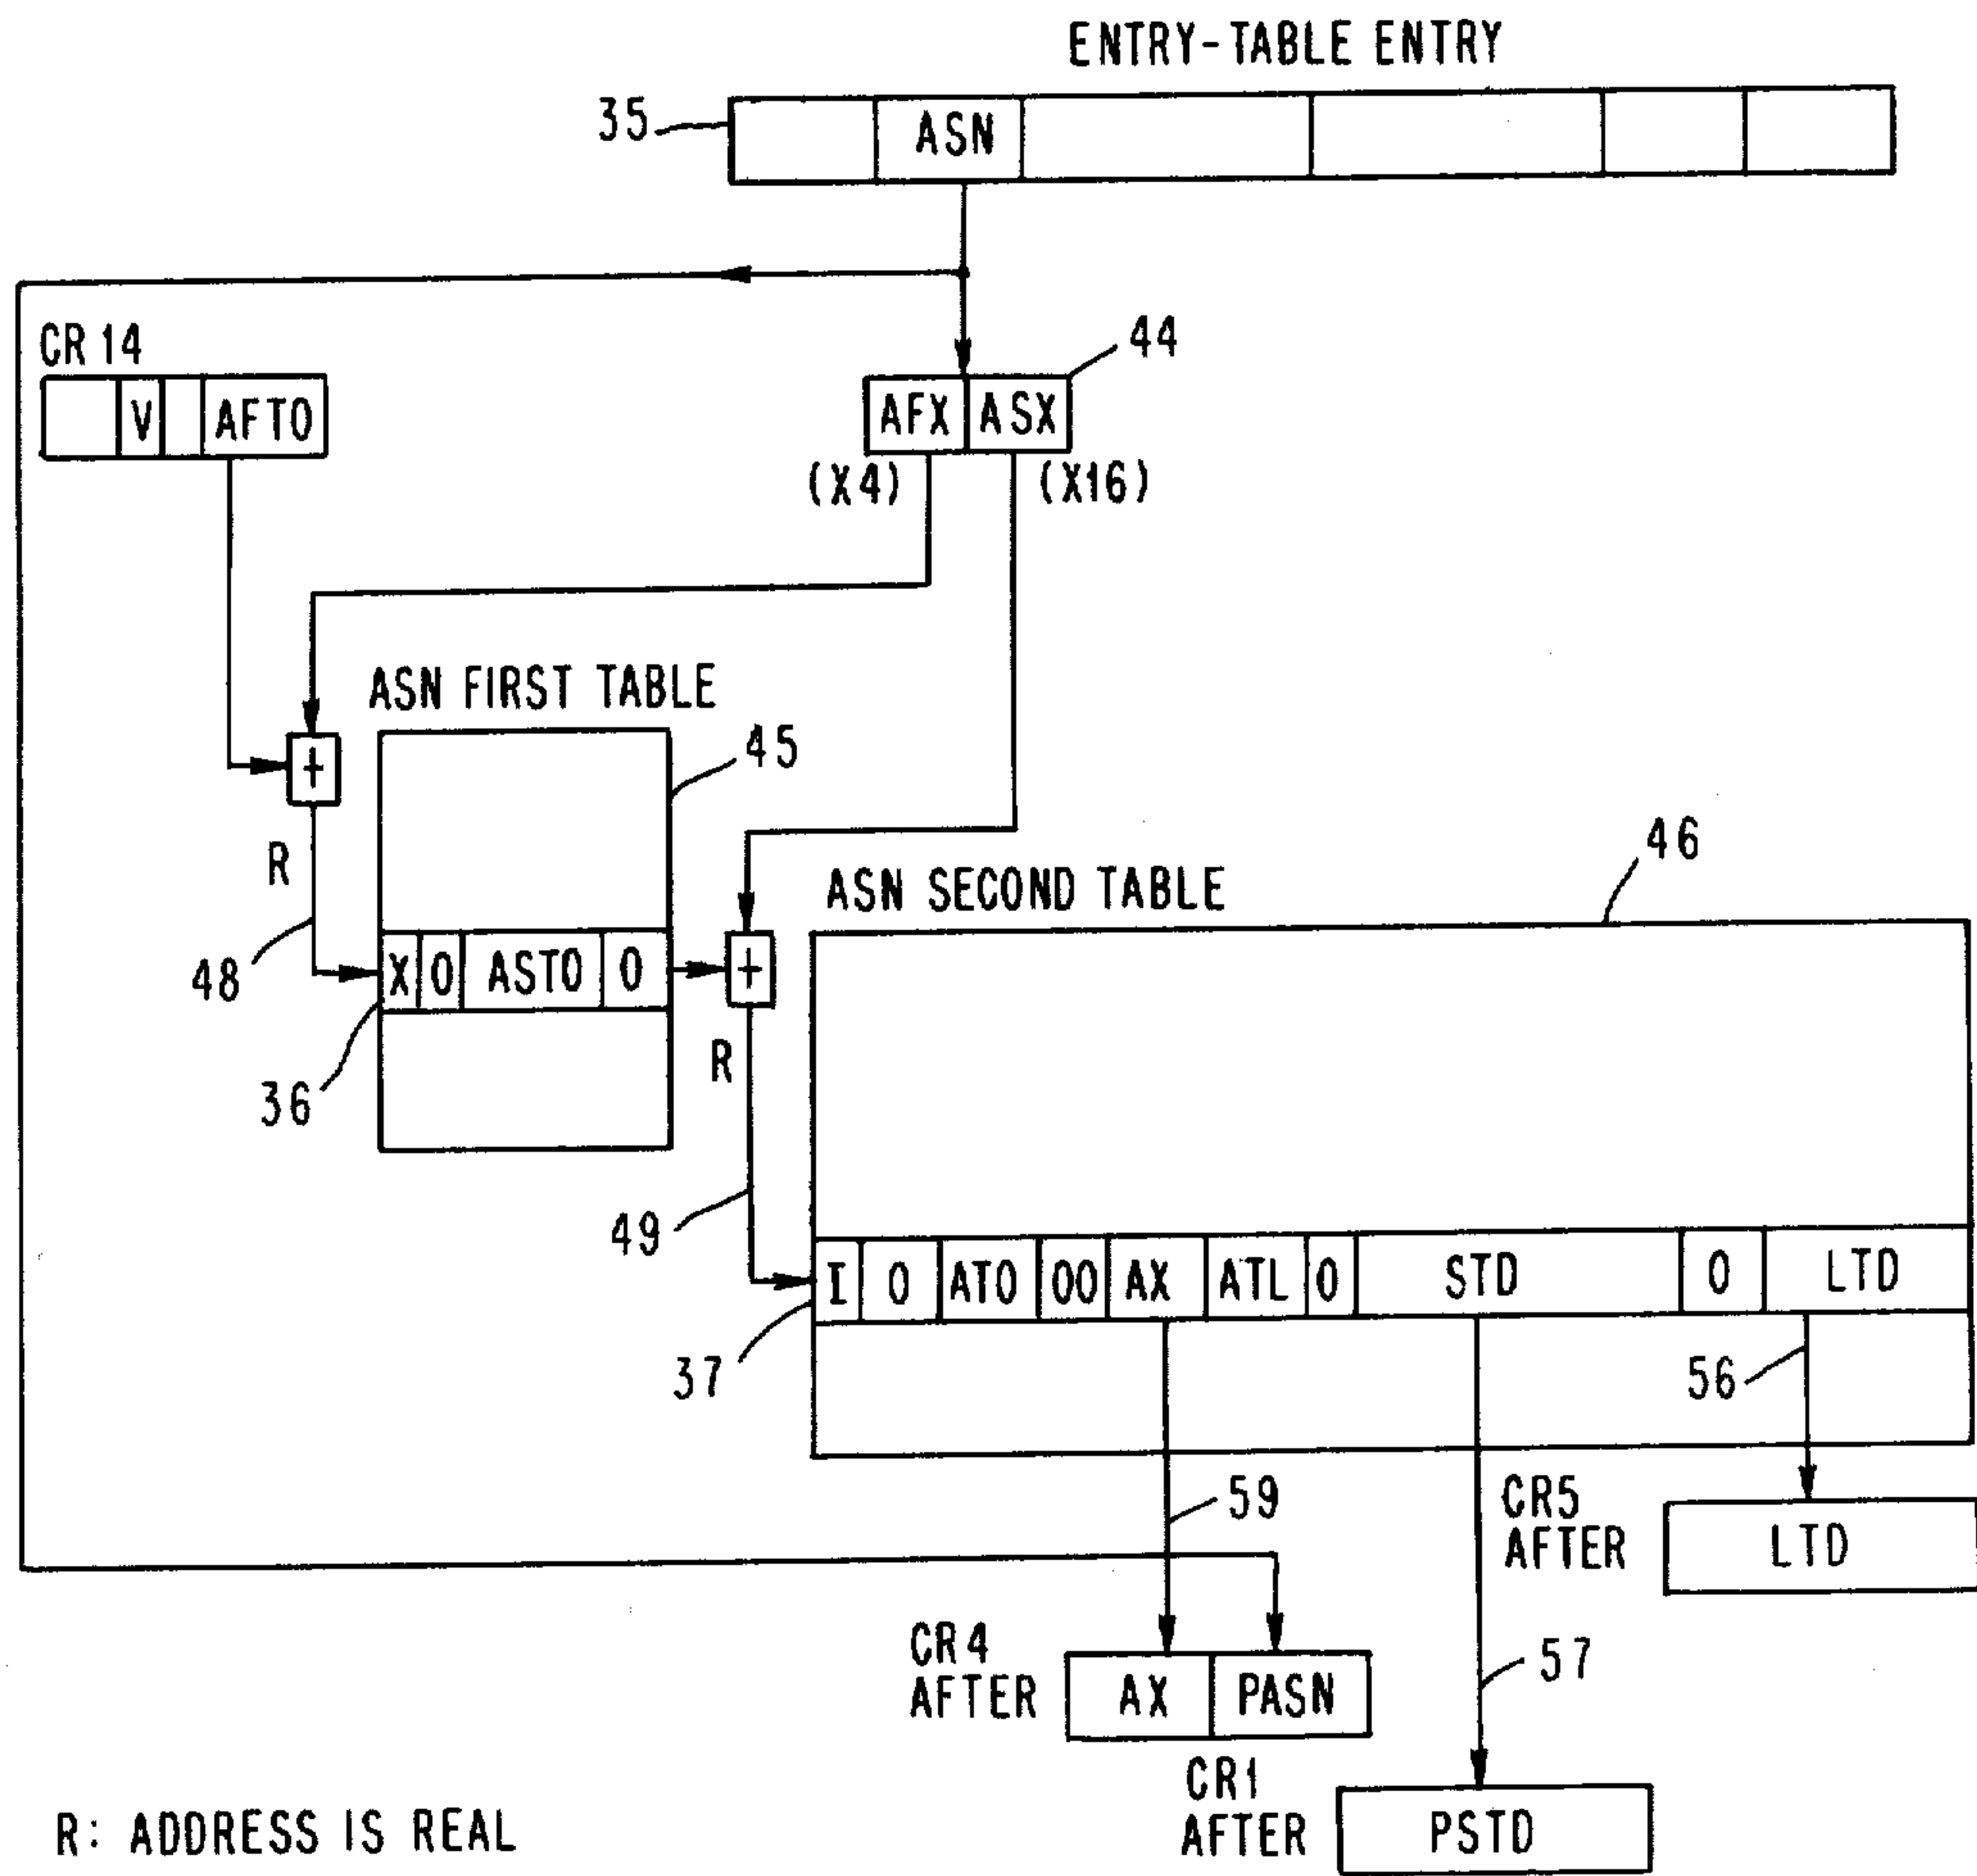 ENTRY-TABLE ENTRY
35
ASN
CR 14
44
V AFTO
AFX ASX
(X4) (X16)
ASN FIRST TABLE
45
+
R
46
ASN SECOND TABLE
48
X 0 ASTO 0
+
36
R
49
I 0 ATO 00 AX ATL 0 STD 0 LTD
37
56
59
CR5
AFTER
LTD
CR4
AFTER
AX PASN
57
CR1
AFTER
PSTD
R: ADDRESS IS REAL